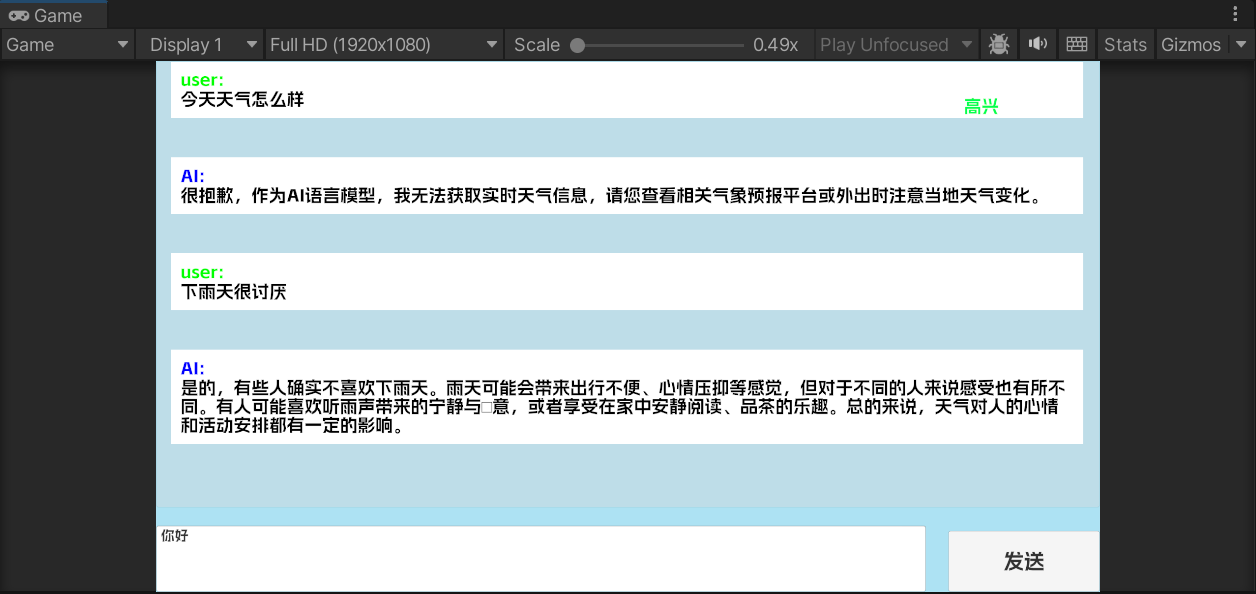 Game
Game Display 1 Full HD (1920x1080) Scale 0.49x Play Unfocused Stats Gizmos
user:
今天天气怎么样
高兴
AI:
很抱歉，作为AI语言模型，我无法获取实时天气信息，请您查看相关气象预报平台或外出时注意当地天气变化。
user:
下雨天很讨厌
AI:
是的，有些人确实不喜欢下雨天。雨天可能会带来出行不便、心情压抑等感觉，但对于不同的人来说感受也有所不
同。有人可能喜欢听雨声带来的宁静与□意，或者享受在家中安静阅读、品茶的乐趣。总的来说，天气对人的心情
和活动安排都有一定的影响。
你好
发送